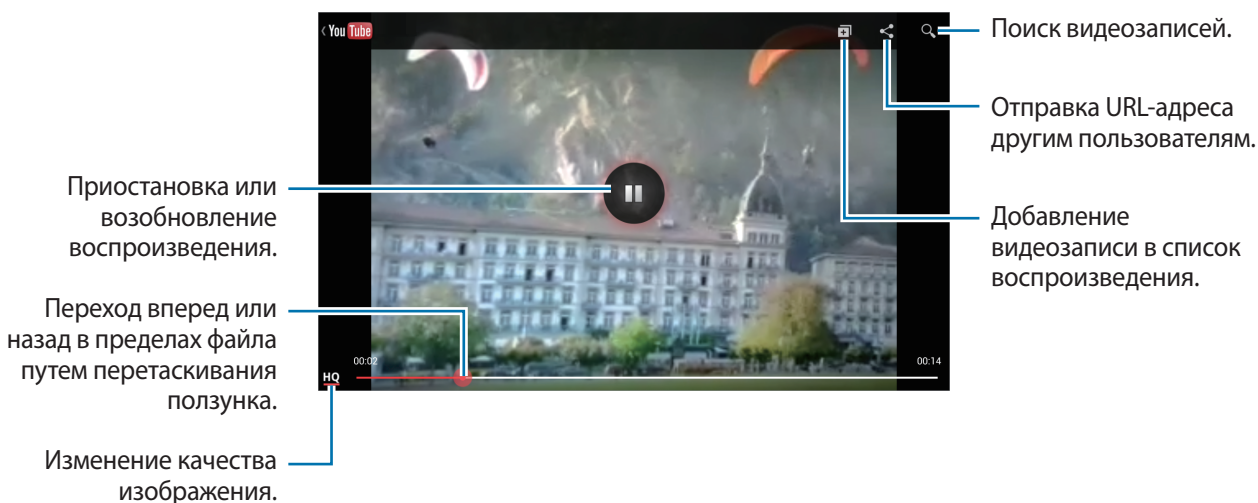 You Tube
Поиск видеозаписей.
Отправка URL-адреса
другим пользователям.
Добавление
видеозаписи в список
воспроизведения.
Приостановка или
возобновление
воспроизведения.
Переход вперед или
назад в пределах файла
путем перетаскивания
ползунка.
00:02
00:14
HQ
Изменение качества
изображения.